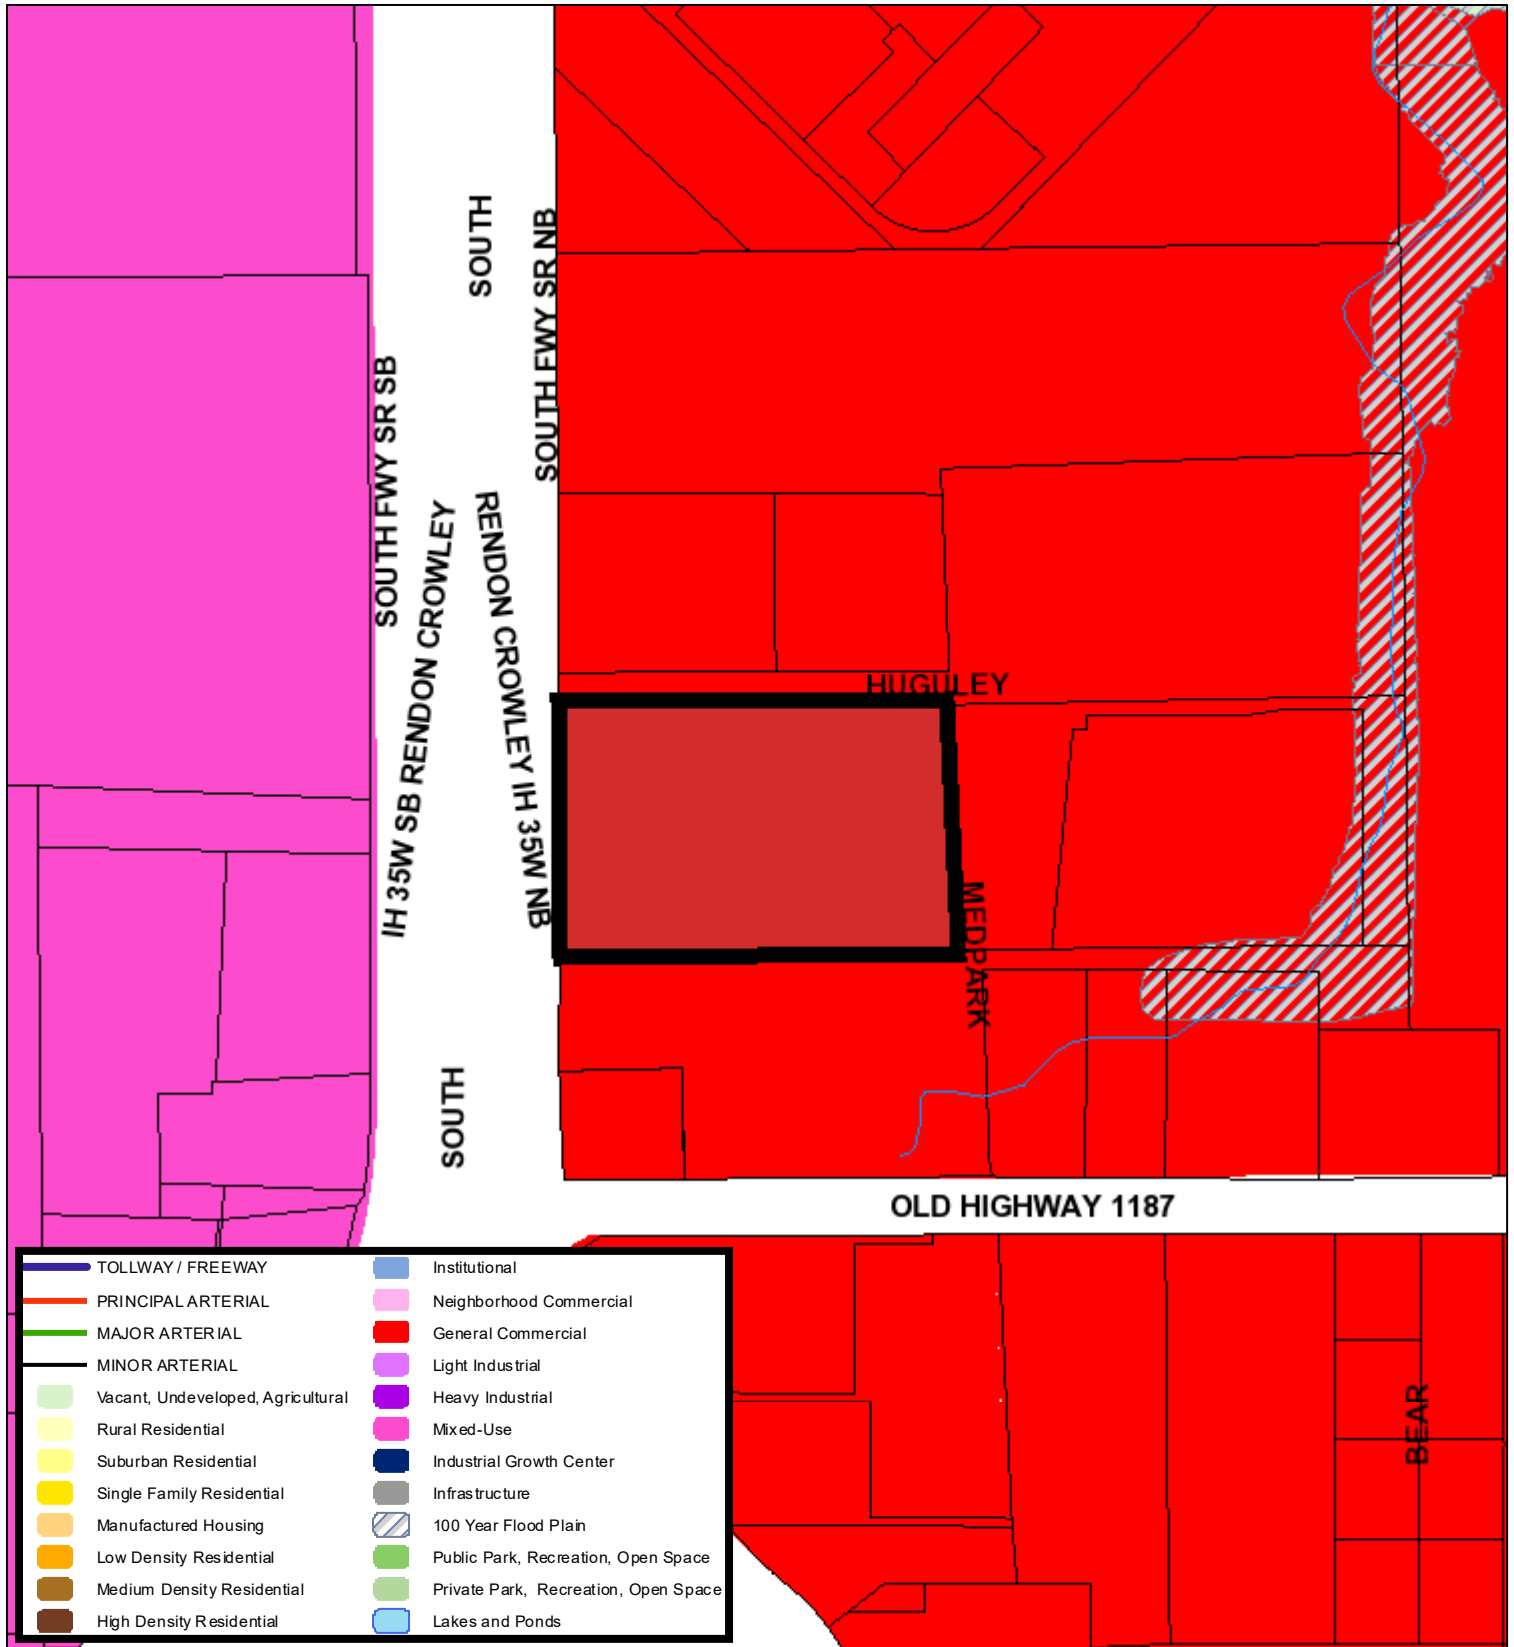 SOUTH
SOUTH FWY SR NB
SOUTH FWY SR SB
RENDON CROWLEY IH 35W NB
IH 35W SB RENDON CROWLEY
HUGULEY
MEDPARK
SOUTH
OLD HIGHWAY 1187
BEAR
TOLLWAY / FREEWAY
PRINCIPAL ARTERIAL
MAJOR ARTERIAL
MINOR ARTERIAL
Vacant, Undeveloped, Agricultural
Rural Residential
Suburban Residential
Single Family Residential
Manufactured Housing
Low Density Residential
Medium Density Residential
High Density Residential
Institutional
Neighborhood Commercial
General Commercial
Light Industrial
Heavy Industrial
Mixed-Use
Industrial Growth Center
Infrastructure
100 Year Flood Plain
Public Park, Recreation, Open Space
Private Park, Recreation, Open Space
Lakes and Ponds